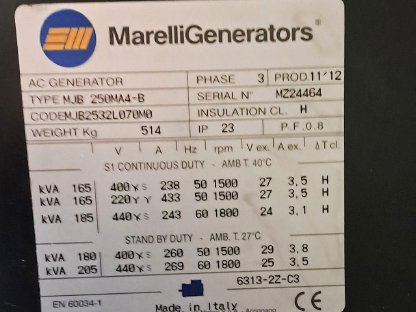 MarelliGenerators®
AC GENERATOR PHASE 3 PROD.11'12
TYPE MJB 250MA4-B SERIAL N° MZ24464
CODEMJB2532L070M0 INSULATION CL. H
WEIGHT Kg 514 IP 23 P.F.0.8
V A Hz rpm V ex. A ex. ΔT cl.
S1 CONTINUOUS DUTY - AMB T. 40°C
kVA 165 400 Y S 238 50 1500 27 3,5 H
kVA 165 220 Y Y 433 50 1500 27 3,5 H
kVA 185 440 Y S 243 60 1800 24 3,1 H
STAND BY DUTY - AMB.T. 27°C
kVA 180 400 Y S 260 50 1500 29 3,8
kVA 205 440 Y S 269 60 1800 25 3,5
6313-2Z-C3
EN 60034-1 Made in Italy CE